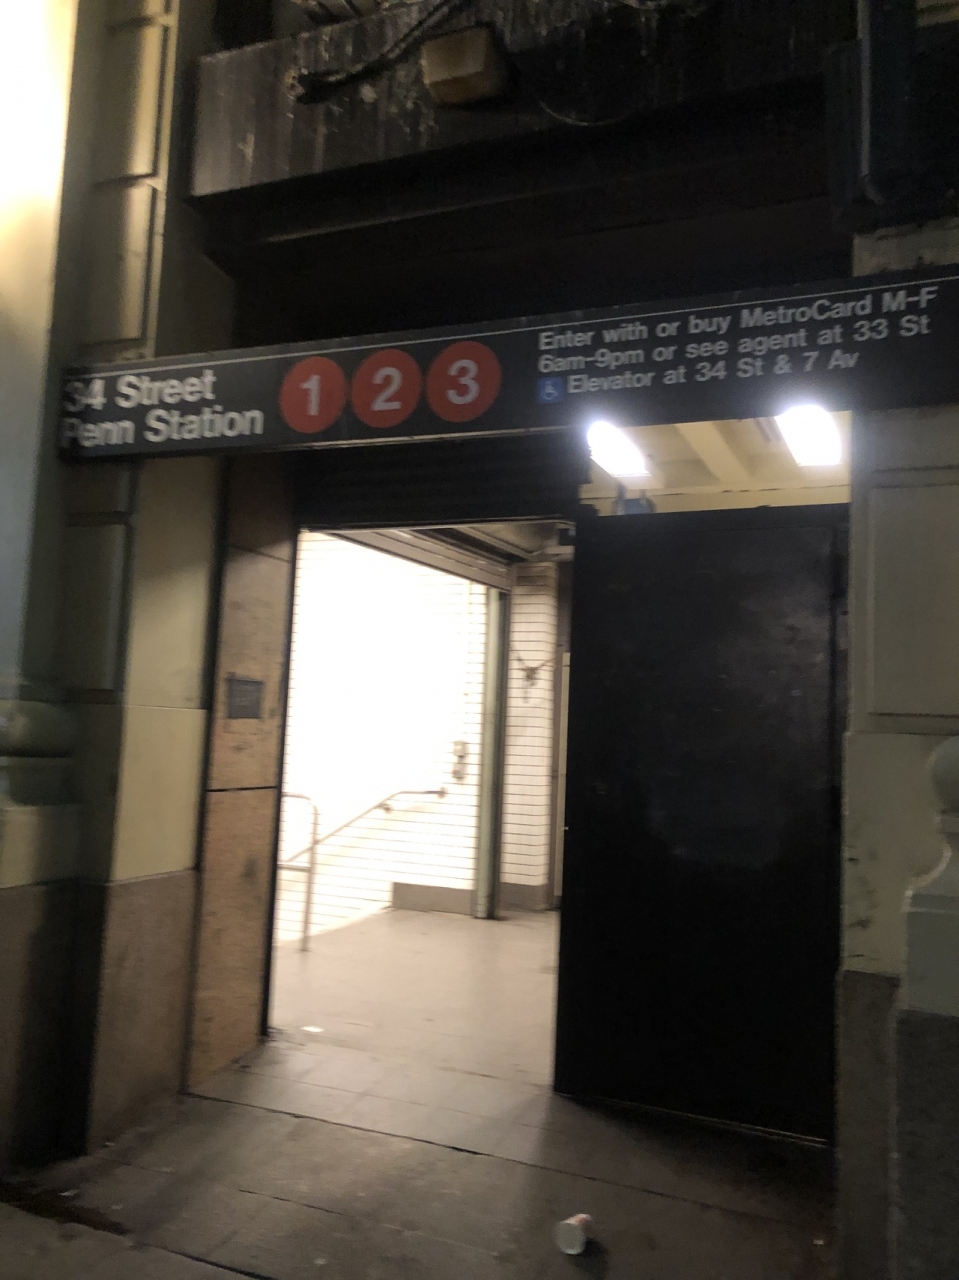 34 Street
Penn Station
1 2 3
Enter with or buy MetroCard M-F
6am-9pm or see agent at 33 St
Elevator at 34 St & 7 Av